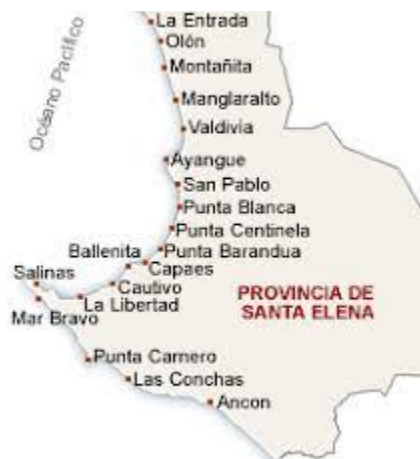 La Entrada
Olón
Océano Pacífico
Montañita
Manglaralto
Valdivia
Ayangue
San Pablo
Punta Blanca
Punta Centinela
Ballenita
Punta Barandua
Capaes
Salinas
Cautivo
La Libertad
Mar Bravo
PROVINCIA DE
SANTA ELENA
Punta Carnero
Las Conchas
Ancon